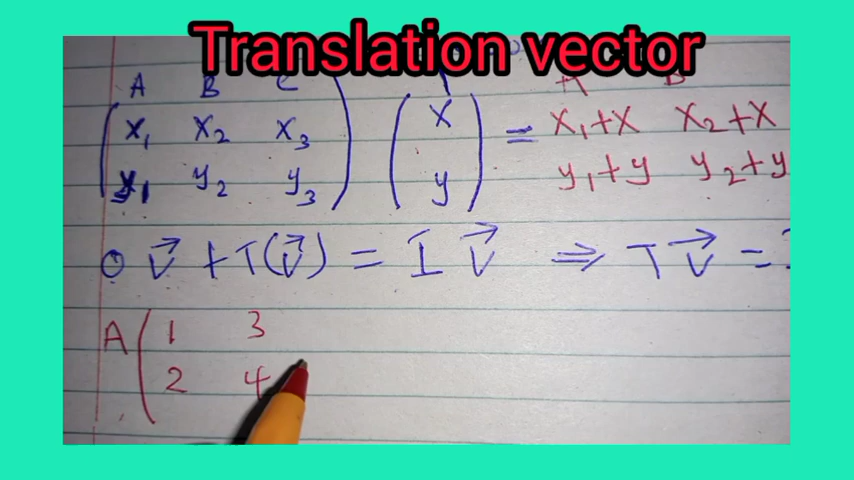 Translation vector
A B C A B
x₁ x₂ x₃ x = x₁+x x₂+x
y₁ y₂ y₃ y y₁+y y₂+y
O v⃗ + T(v⃗) = I v⃗ ⇒ T v⃗ =
A ( 1 3
2 4